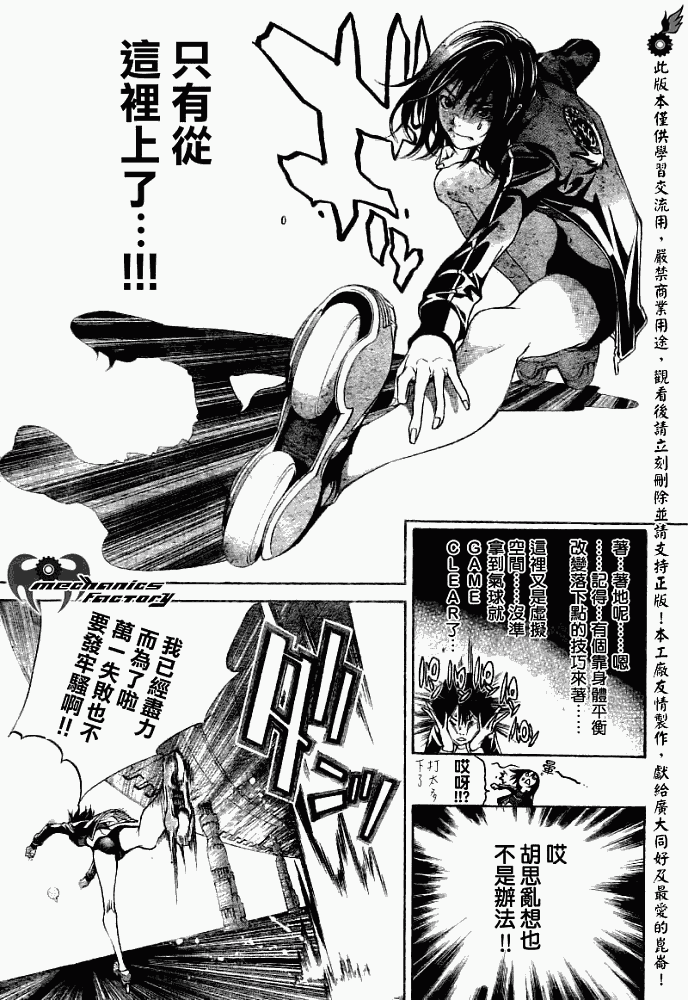 只有從
這裡上了…!!!
著…著地呢……嗯
……記得…有個靠身體平衡
改變落下點的技巧來著……
這裡又是虛擬
空間……沒準
拿到氣球就
GAME
CLEAR了…
哎呀!!?
打太多
下了
哎
胡思亂想也
不是辦法!!
我已經盡力
而為了啦
萬一失敗也不
要發牢騷啊!!
mechanics
factory
此版本僅供學習交流用，嚴禁商業用途，觀看後請立刻刪除並請支持正版！本工廠友情製作，獻給廣大同好及最愛的崑崙！